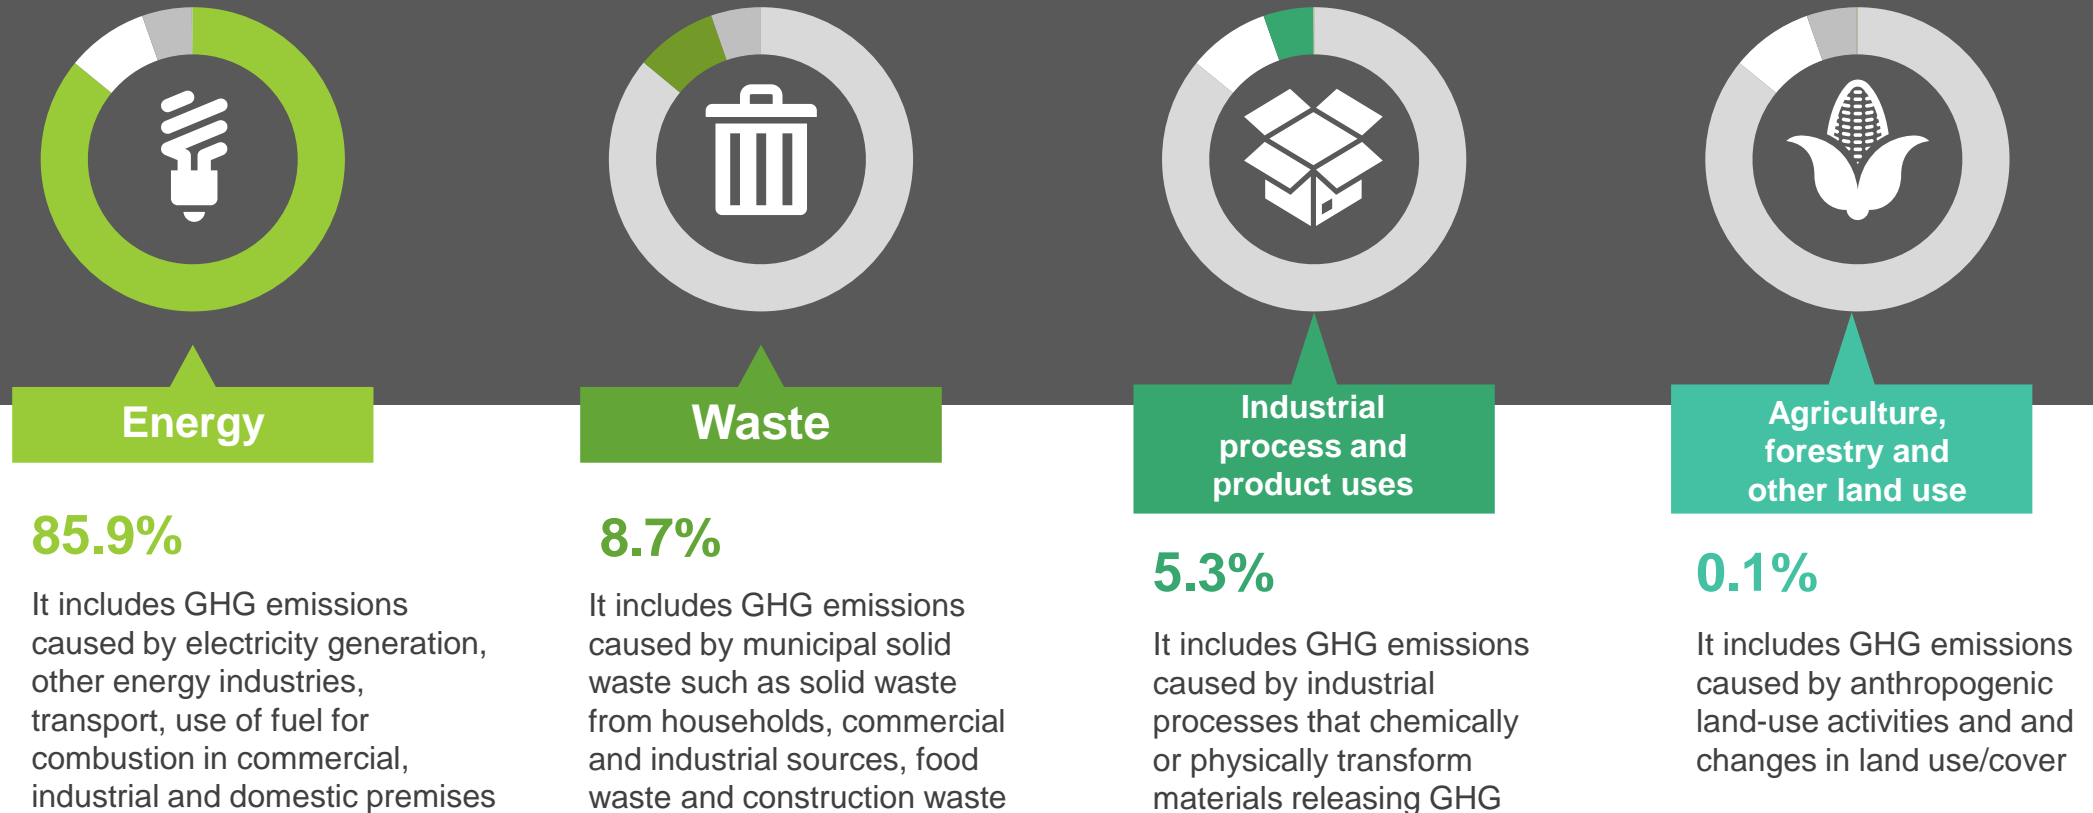 Energy
85.9%
It includes GHG emissions
caused by electricity generation,
other energy industries,
transport, use of fuel for
combustion in commercial,
industrial and domestic premises
Waste
8.7%
It includes GHG emissions
caused by municipal solid
waste such as solid waste
from households, commercial
and industrial sources, food
waste and construction waste
Industrial
process and
product uses
5.3%
It includes GHG emissions
caused by industrial
processes that chemically
or physically transform
materials releasing GHG
Agriculture,
forestry and
other land use
0.1%
It includes GHG emissions
caused by anthropogenic
land-use activities and and
changes in land use/cover